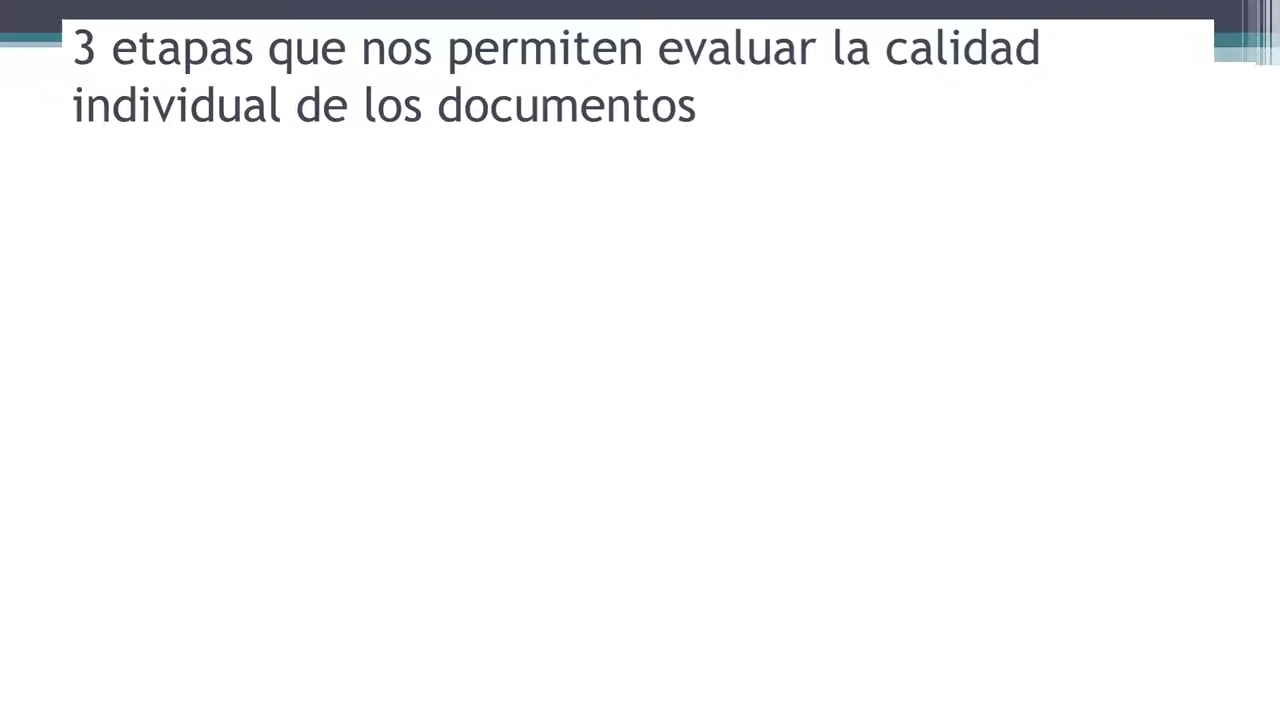 3 etapas que nos permiten evaluar la calidad
individual de los documentos